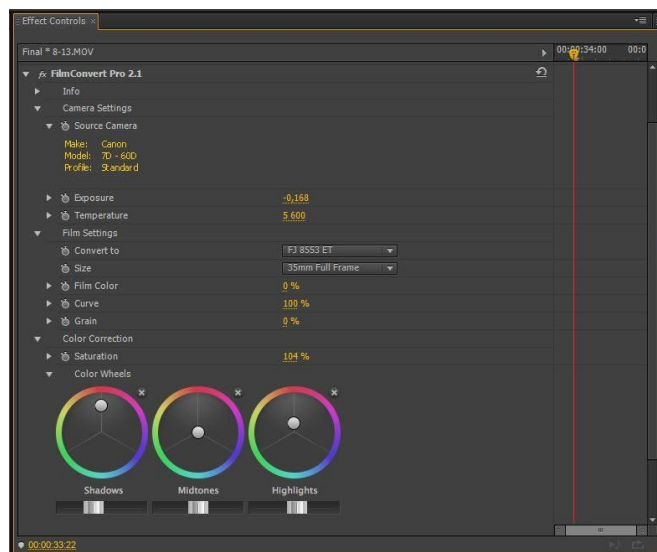 Effect Controls ×
Final * 8-13.MOV
00:00:34:00 00:0
fx FilmConvert Pro 2.1
Info
Camera Settings
Source Camera
Make: Canon
Model: 7D - 60D
Profile: Standard
Exposure -0,168
Temperature 5 600
Film Settings
Convert to FJ 8553 ET
Size 35mm Full Frame
Film Color 0 %
Curve 100 %
Grain 0 %
Color Correction
Saturation 104 %
Color Wheels
Shadows Midtones Highlights
00:00:33:22